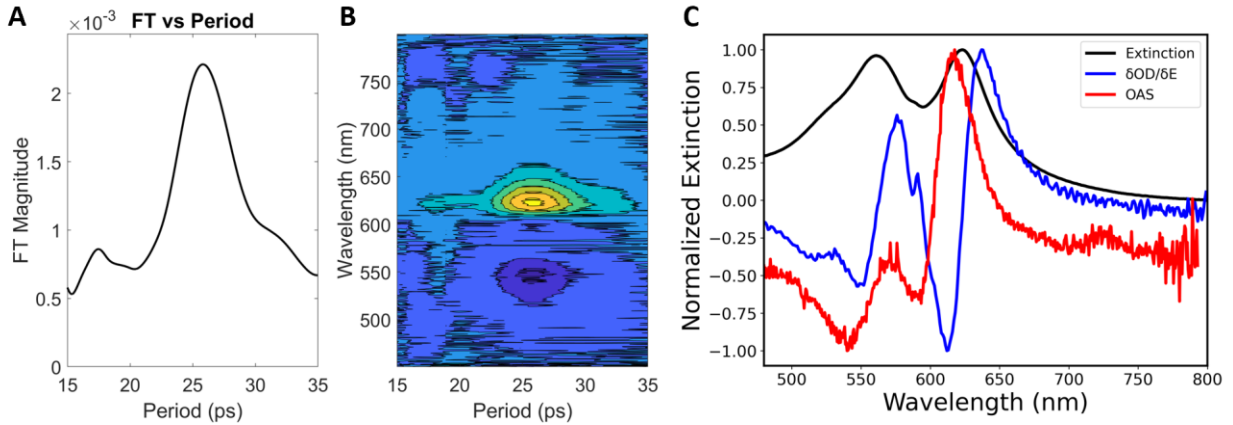 A
×10⁻³
FT vs Period
2
1.5
1
0.5
0
FT Magnitude
15 20 25 30 35
Period (ps)
B
750
700
650
600
550
500
Wavelength (nm)
15 20 25 30 35
Period (ps)
C
1.00
0.75
0.50
0.25
0.00
−0.25
−0.50
−0.75
−1.00
Normalized Extinction
Extinction
δOD/δE
OAS
500 550 600 650 700 750 800
Wavelength (nm)